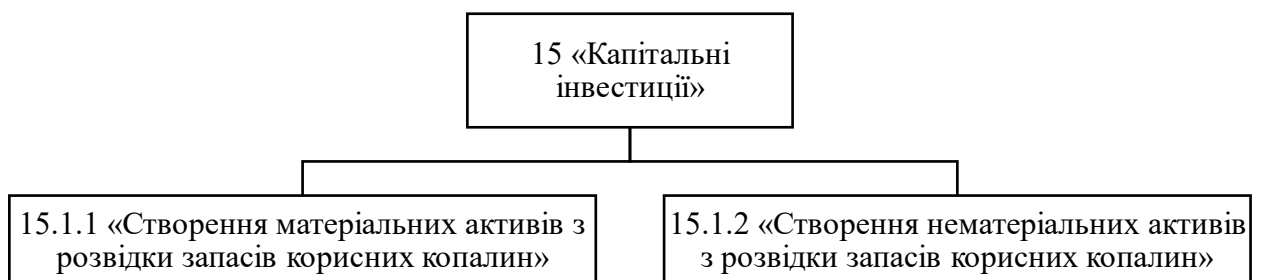 15 «Капітальні
інвестиції»
15.1.1 «Створення матеріальних активів з
розвідки запасів корисних копалин»
15.1.2 «Створення нематеріальних активів
з розвідки запасів корисних копалин»